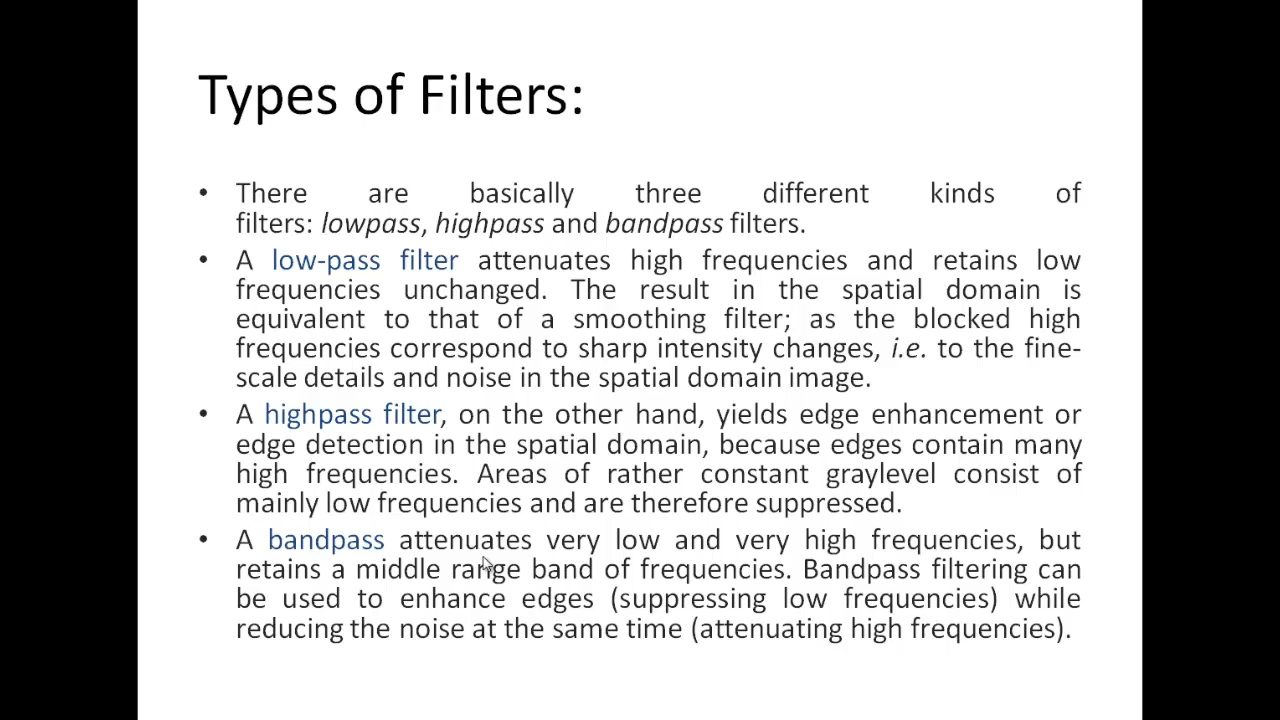 Types of Filters:
• There are basically three different kinds of
filters: lowpass, highpass and bandpass filters.
• A low-pass filter attenuates high frequencies and retains low
frequencies unchanged. The result in the spatial domain is
equivalent to that of a smoothing filter; as the blocked high
frequencies correspond to sharp intensity changes, i.e. to the fine-
scale details and noise in the spatial domain image.
• A highpass filter, on the other hand, yields edge enhancement or
edge detection in the spatial domain, because edges contain many
high frequencies. Areas of rather constant graylevel consist of
mainly low frequencies and are therefore suppressed.
• A bandpass attenuates very low and very high frequencies, but
retains a middle range band of frequencies. Bandpass filtering can
be used to enhance edges (suppressing low frequencies) while
reducing the noise at the same time (attenuating high frequencies).